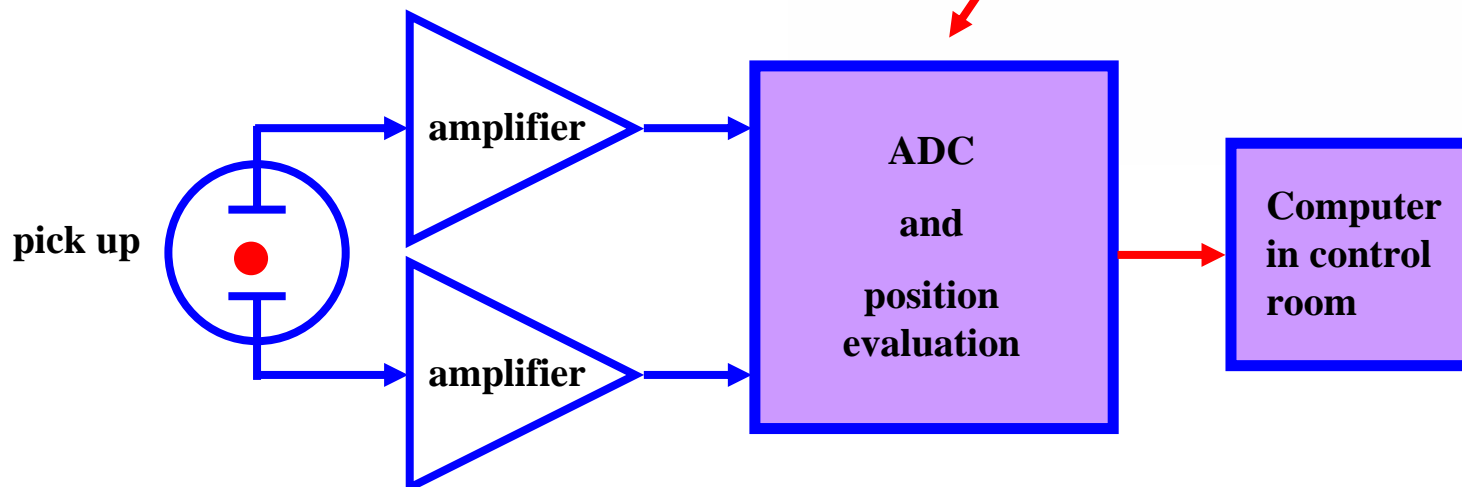 amplifier
pick up
amplifier
ADC
and
position
evaluation
Computer
in control
room